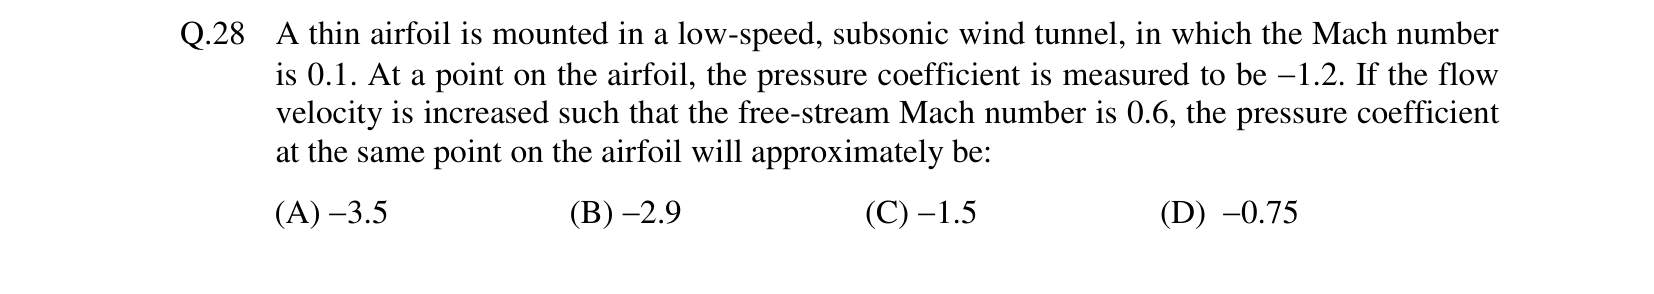 Q.28 A thin airfoil is mounted in a low-speed, subsonic wind tunnel, in which the Mach number
is 0.1. At a point on the airfoil, the pressure coefficient is measured to be –1.2. If the flow
velocity is increased such that the free-stream Mach number is 0.6, the pressure coefficient
at the same point on the airfoil will approximately be:
(A) –3.5 (B) –2.9 (C) –1.5 (D) –0.75